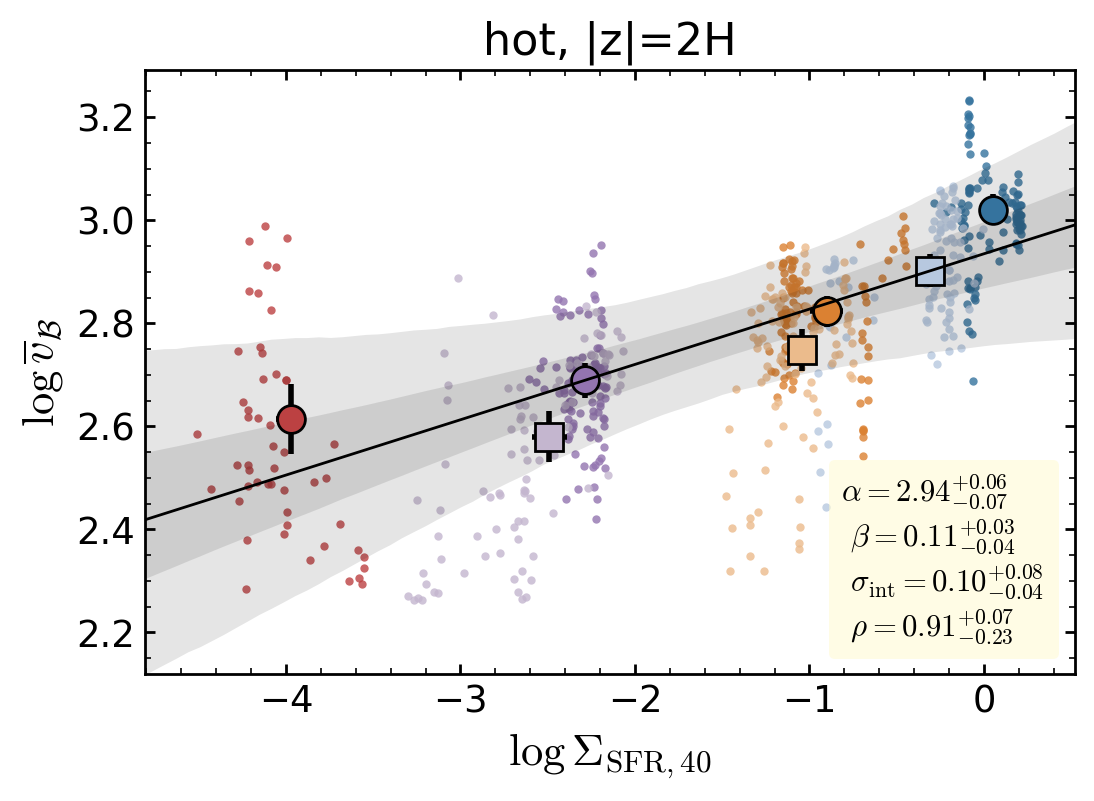 hot, |z|=2H
3.2
3.0
2.8
2.6
2.4
2.2
log v̅_ℬ
α = 2.94^{+0.06}_{−0.07}
β = 0.11^{+0.03}_{−0.04}
σ_int = 0.10^{+0.08}_{−0.04}
ρ = 0.91^{+0.07}_{−0.23}
−4 −3 −2 −1 0
log Σ_{SFR, 40}